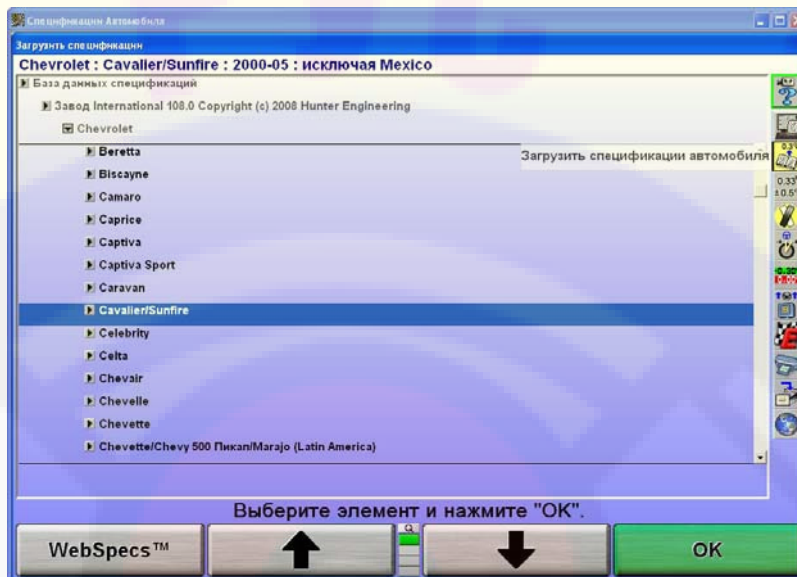 Спецификации Автомобиля
Загрузить спецификации
Chevrolet : Cavalier/Sunfire : 2000-05 : исключая Mexico
База данных спецификаций
Завод International 108.0 Copyright (c) 2008 Hunter Engineering
Chevrolet
Beretta
Загрузить спецификации автомобиля
Biscayne
Camaro
Caprice
Captiva
Captiva Sport
Caravan
Cavalier/Sunfire
Celebrity
Celta
Chevair
Chevelle
Chevette
Chevette/Chevy 500 Пикап/Marajo (Latin America)
Выберите элемент и нажмите "OK".
WebSpecs™
OK